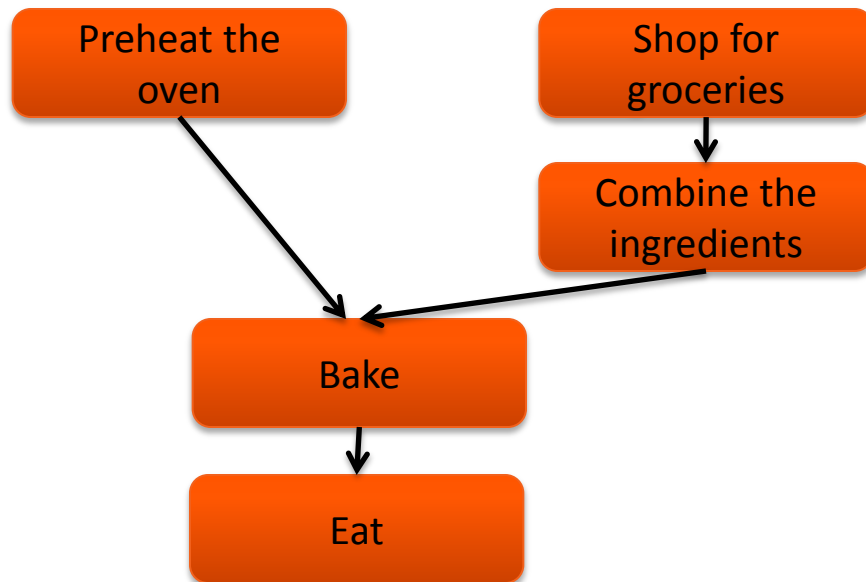 Preheat the
oven
Shop for
groceries
Combine the
ingredients
Bake
Eat